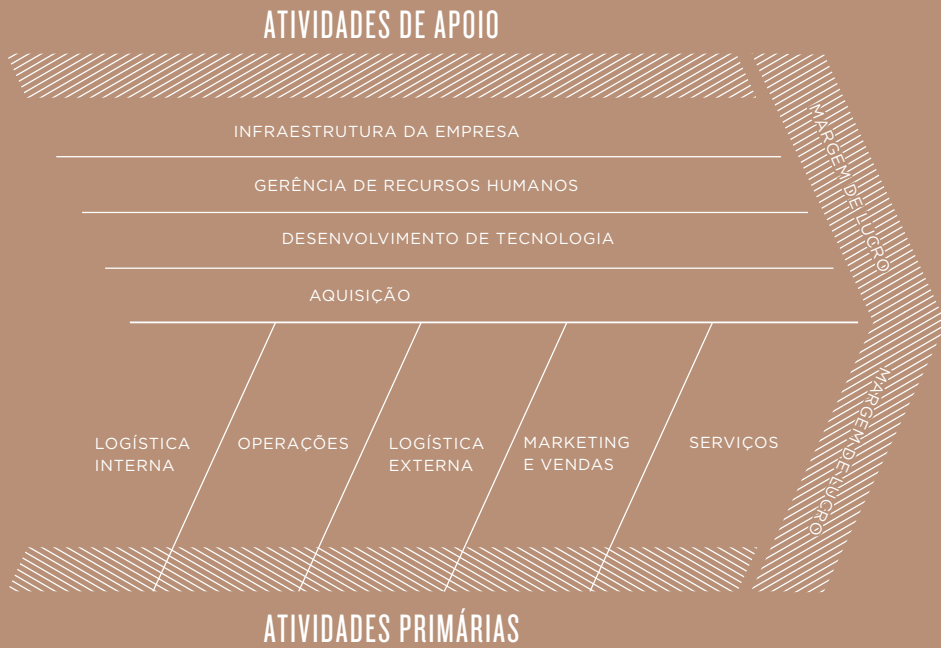 ATIVIDADES DE APOIO
INFRAESTRUTURA DA EMPRESA
GERÊNCIA DE RECURSOS HUMANOS
DESENVOLVIMENTO DE TECNOLOGIA
AQUISIÇÃO
MARGEM DE LUCRO
LOGÍSTICA
INTERNA
OPERAÇÕES
LOGÍSTICA
EXTERNA
MARKETING
E VENDAS
SERVIÇOS
MARGEM DE LUCRO
ATIVIDADES PRIMÁRIAS